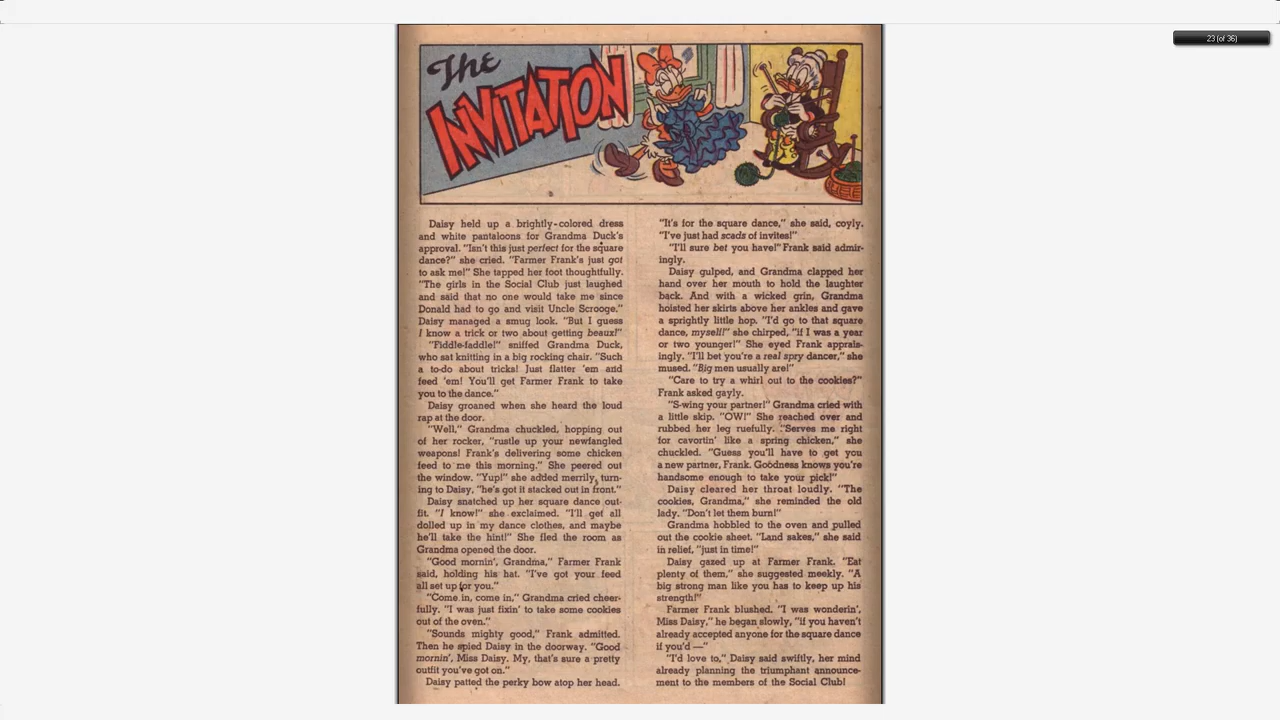 23 (of 36)
The
INVITATION
Daisy held up a brightly-colored dress
and white pantaloons for Grandma Duck's
approval. "Isn't this just perfect for the square
dance?" she cried. "Farmer Frank's just got
to ask me!" She tapped her foot thoughtfully.
"The girls in the Social Club just laughed
and said that no one would take me since
Donald had to go and visit Uncle Scrooge."
Daisy managed a smug look. "But I guess
I know a trick or two about getting beaux!"
"Fiddle-faddle!" sniffed Grandma Duck,
who sat knitting in a big rocking chair. "Such
a to-do about tricks! Just flatter 'em and
feed 'em! You'll get Farmer Frank to take
you to the dance."
Daisy groaned when she heard the loud
rap at the door.
"Well," Grandma chuckled, hopping out
of her rocker, "rustle up your newfangled
weapons! Frank's delivering some chicken
feed to me this morning." She peered out
the window. "Yup!" she added merrily, turn-
ing to Daisy, "he's got it stacked out in front."
Daisy snatched up her square dance out-
fit. "I know!" she exclaimed. "I'll get all
dolled up in my dance clothes, and maybe
he'll take the hint!" She fled the room as
Grandma opened the door.
"Good mornin', Grandma," Farmer Frank
said, holding his hat. "I've got your feed
all set up for you."
"Come in, come in," Grandma cried cheer-
fully. "I was just fixin' to take some cookies
out of the oven."
"Sounds mighty good," Frank admitted.
Then he spied Daisy in the doorway. "Good
mornin', Miss Daisy. My, that's sure a pretty
outfit you've got on."
Daisy patted the perky bow atop her head.
"It's for the square dance," she said, coyly.
"I've just had scads of invites!"
"I'll sure bet you have!" Frank said admir-
ingly.
Daisy gulped, and Grandma clapped her
hand over her mouth to hold the laughter
back. And with a wicked grin, Grandma
hoisted her skirts above her ankles and gave
a sprightly little hop. "I'd go to that square
dance, myself!" she chirped, "if I was a year
or two younger!" She eyed Frank apprais-
ingly. "I'll bet you're a real spry dancer," she
mused. "Big men usually are!"
"Care to try a whirl out to the cookies?"
Frank asked gayly.
"S-wing your partner!" Grandma cried with
a little skip. "OW!" She reached over and
rubbed her leg ruefully. "Serves me right
for cavortin' like a spring chicken," she
chuckled. "Guess you'll have to get you
a new partner, Frank. Goodness knows you're
handsome enough to take your pick!"
Daisy cleared her throat loudly. "The
cookies, Grandma," she reminded the old
lady. "Don't let them burn!"
Grandma hobbled to the oven and pulled
out the cookie sheet. "Land sakes," she said
in relief, "just in time!"
Daisy gazed up at Farmer Frank. "Eat
plenty of them," she suggested meekly. "A
big strong man like you has to keep up his
strength!"
Farmer Frank blushed. "I was wonderin',
Miss Daisy," he began slowly, "if you haven't
already accepted anyone for the square dance
if you'd —"
"I'd love to," Daisy said swiftly, her mind
already planning the triumphant announce-
ment to the members of the Social Club!